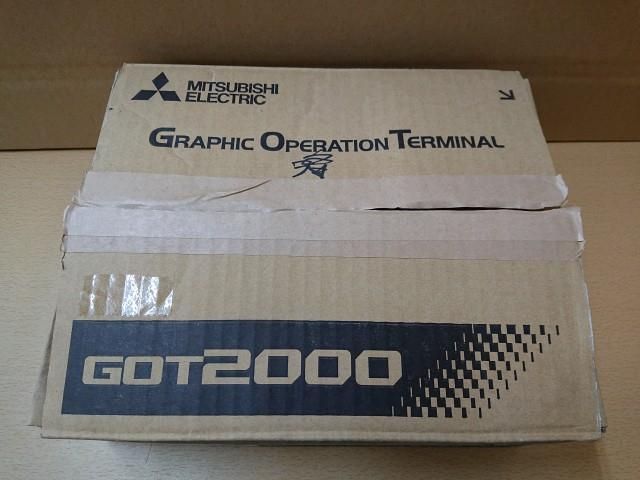 MITSUBISHI
ELECTRIC
GRAPHIC OPERATION TERMINAL
GOT2000